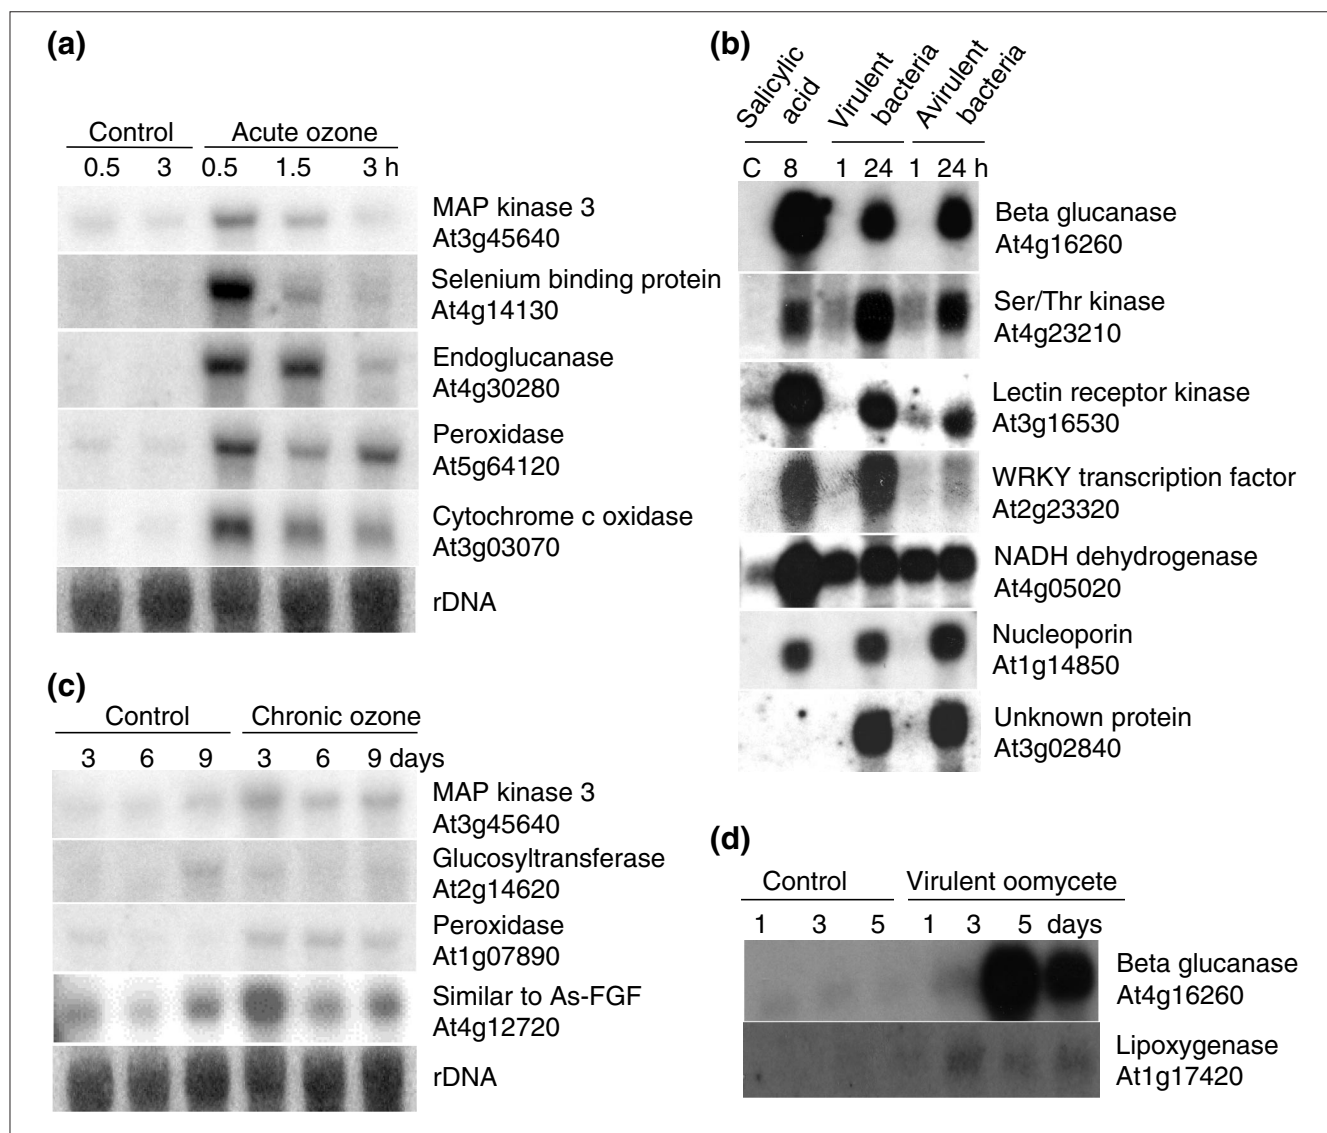 (a)
Control Acute ozone
0.5 3 0.5 1.5 3 h
MAP kinase 3
At3g45640
Selenium binding protein
At4g14130
Endoglucanase
At4g30280
Peroxidase
At5g64120
Cytochrome c oxidase
At3g03070
rDNA
(b)
Salicylic
acid
Virulent
bacteria
Avirulent
bacteria
C 8 1 24 1 24 h
Beta glucanase
At4g16260
Ser/Thr kinase
At4g23210
Lectin receptor kinase
At3g16530
WRKY transcription factor
At2g23320
NADH dehydrogenase
At4g05020
Nucleoporin
At1g14850
Unknown protein
At3g02840
(c)
Control Chronic ozone
3 6 9 3 6 9 days
MAP kinase 3
At3g45640
Glucosyltransferase
At2g14620
Peroxidase
At1g07890
Similar to As-FGF
At4g12720
rDNA
(d)
Control Virulent oomycete
1 3 5 1 3 5 days
Beta glucanase
At4g16260
Lipoxygenase
At1g17420